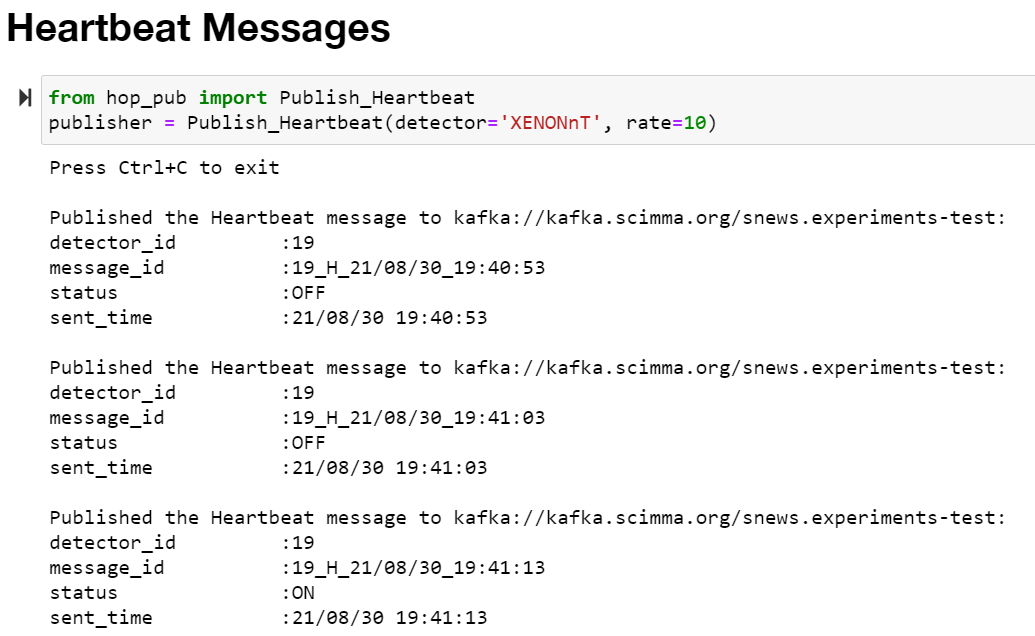 Heartbeat Messages
from hop_pub import Publish_Heartbeat
publisher = Publish_Heartbeat(detector='XENONnT', rate=10)
Press Ctrl+C to exit
Published the Heartbeat message to kafka://kafka.scimma.org/snews.experiments-test:
detector_id         :19
message_id          :19_H_21/08/30_19:40:53
status              :OFF
sent_time           :21/08/30 19:40:53
Published the Heartbeat message to kafka://kafka.scimma.org/snews.experiments-test:
detector_id         :19
message_id          :19_H_21/08/30_19:41:03
status              :OFF
sent_time           :21/08/30 19:41:03
Published the Heartbeat message to kafka://kafka.scimma.org/snews.experiments-test:
detector_id         :19
message_id          :19_H_21/08/30_19:41:13
status              :ON
sent_time           :21/08/30 19:41:13